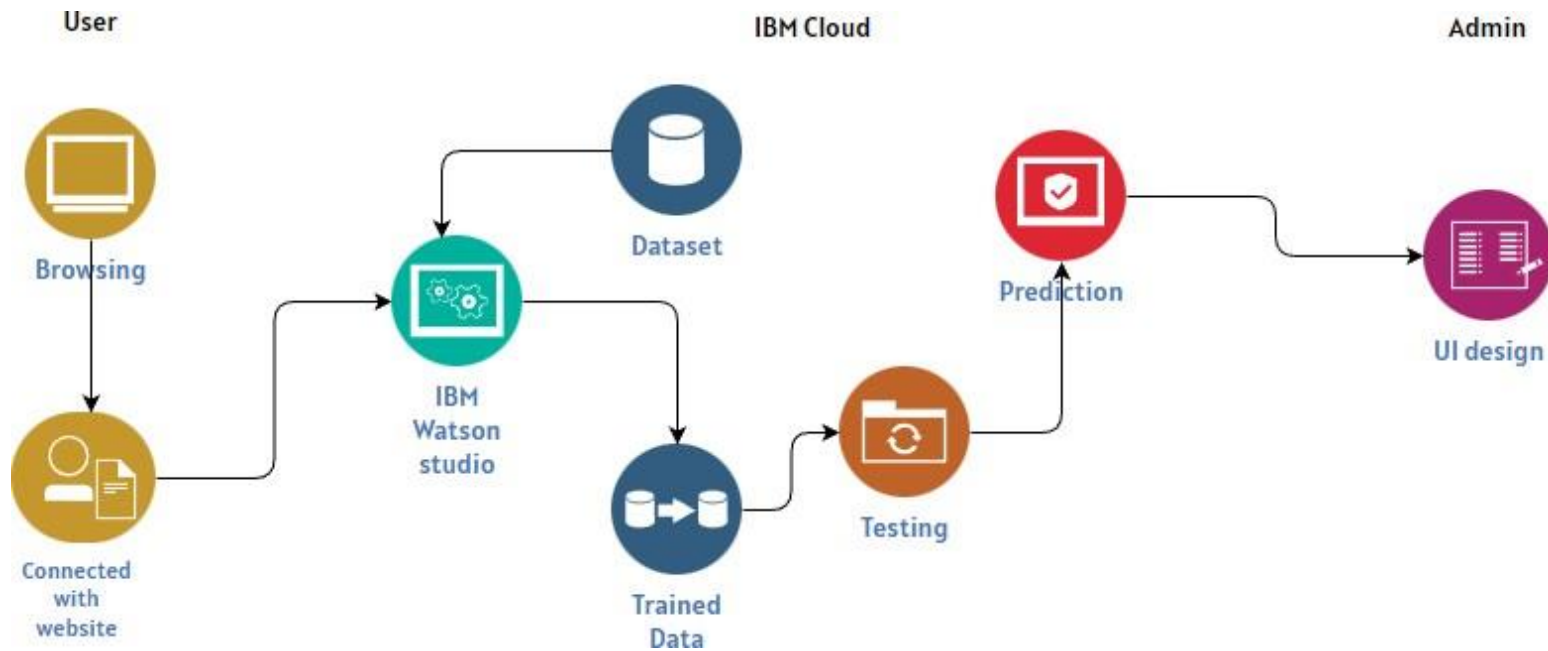 User
IBM Cloud
Admin
Browsing
Connected
with
website
IBM
Watson
studio
Dataset
Trained
Data
Testing
Prediction
UI design